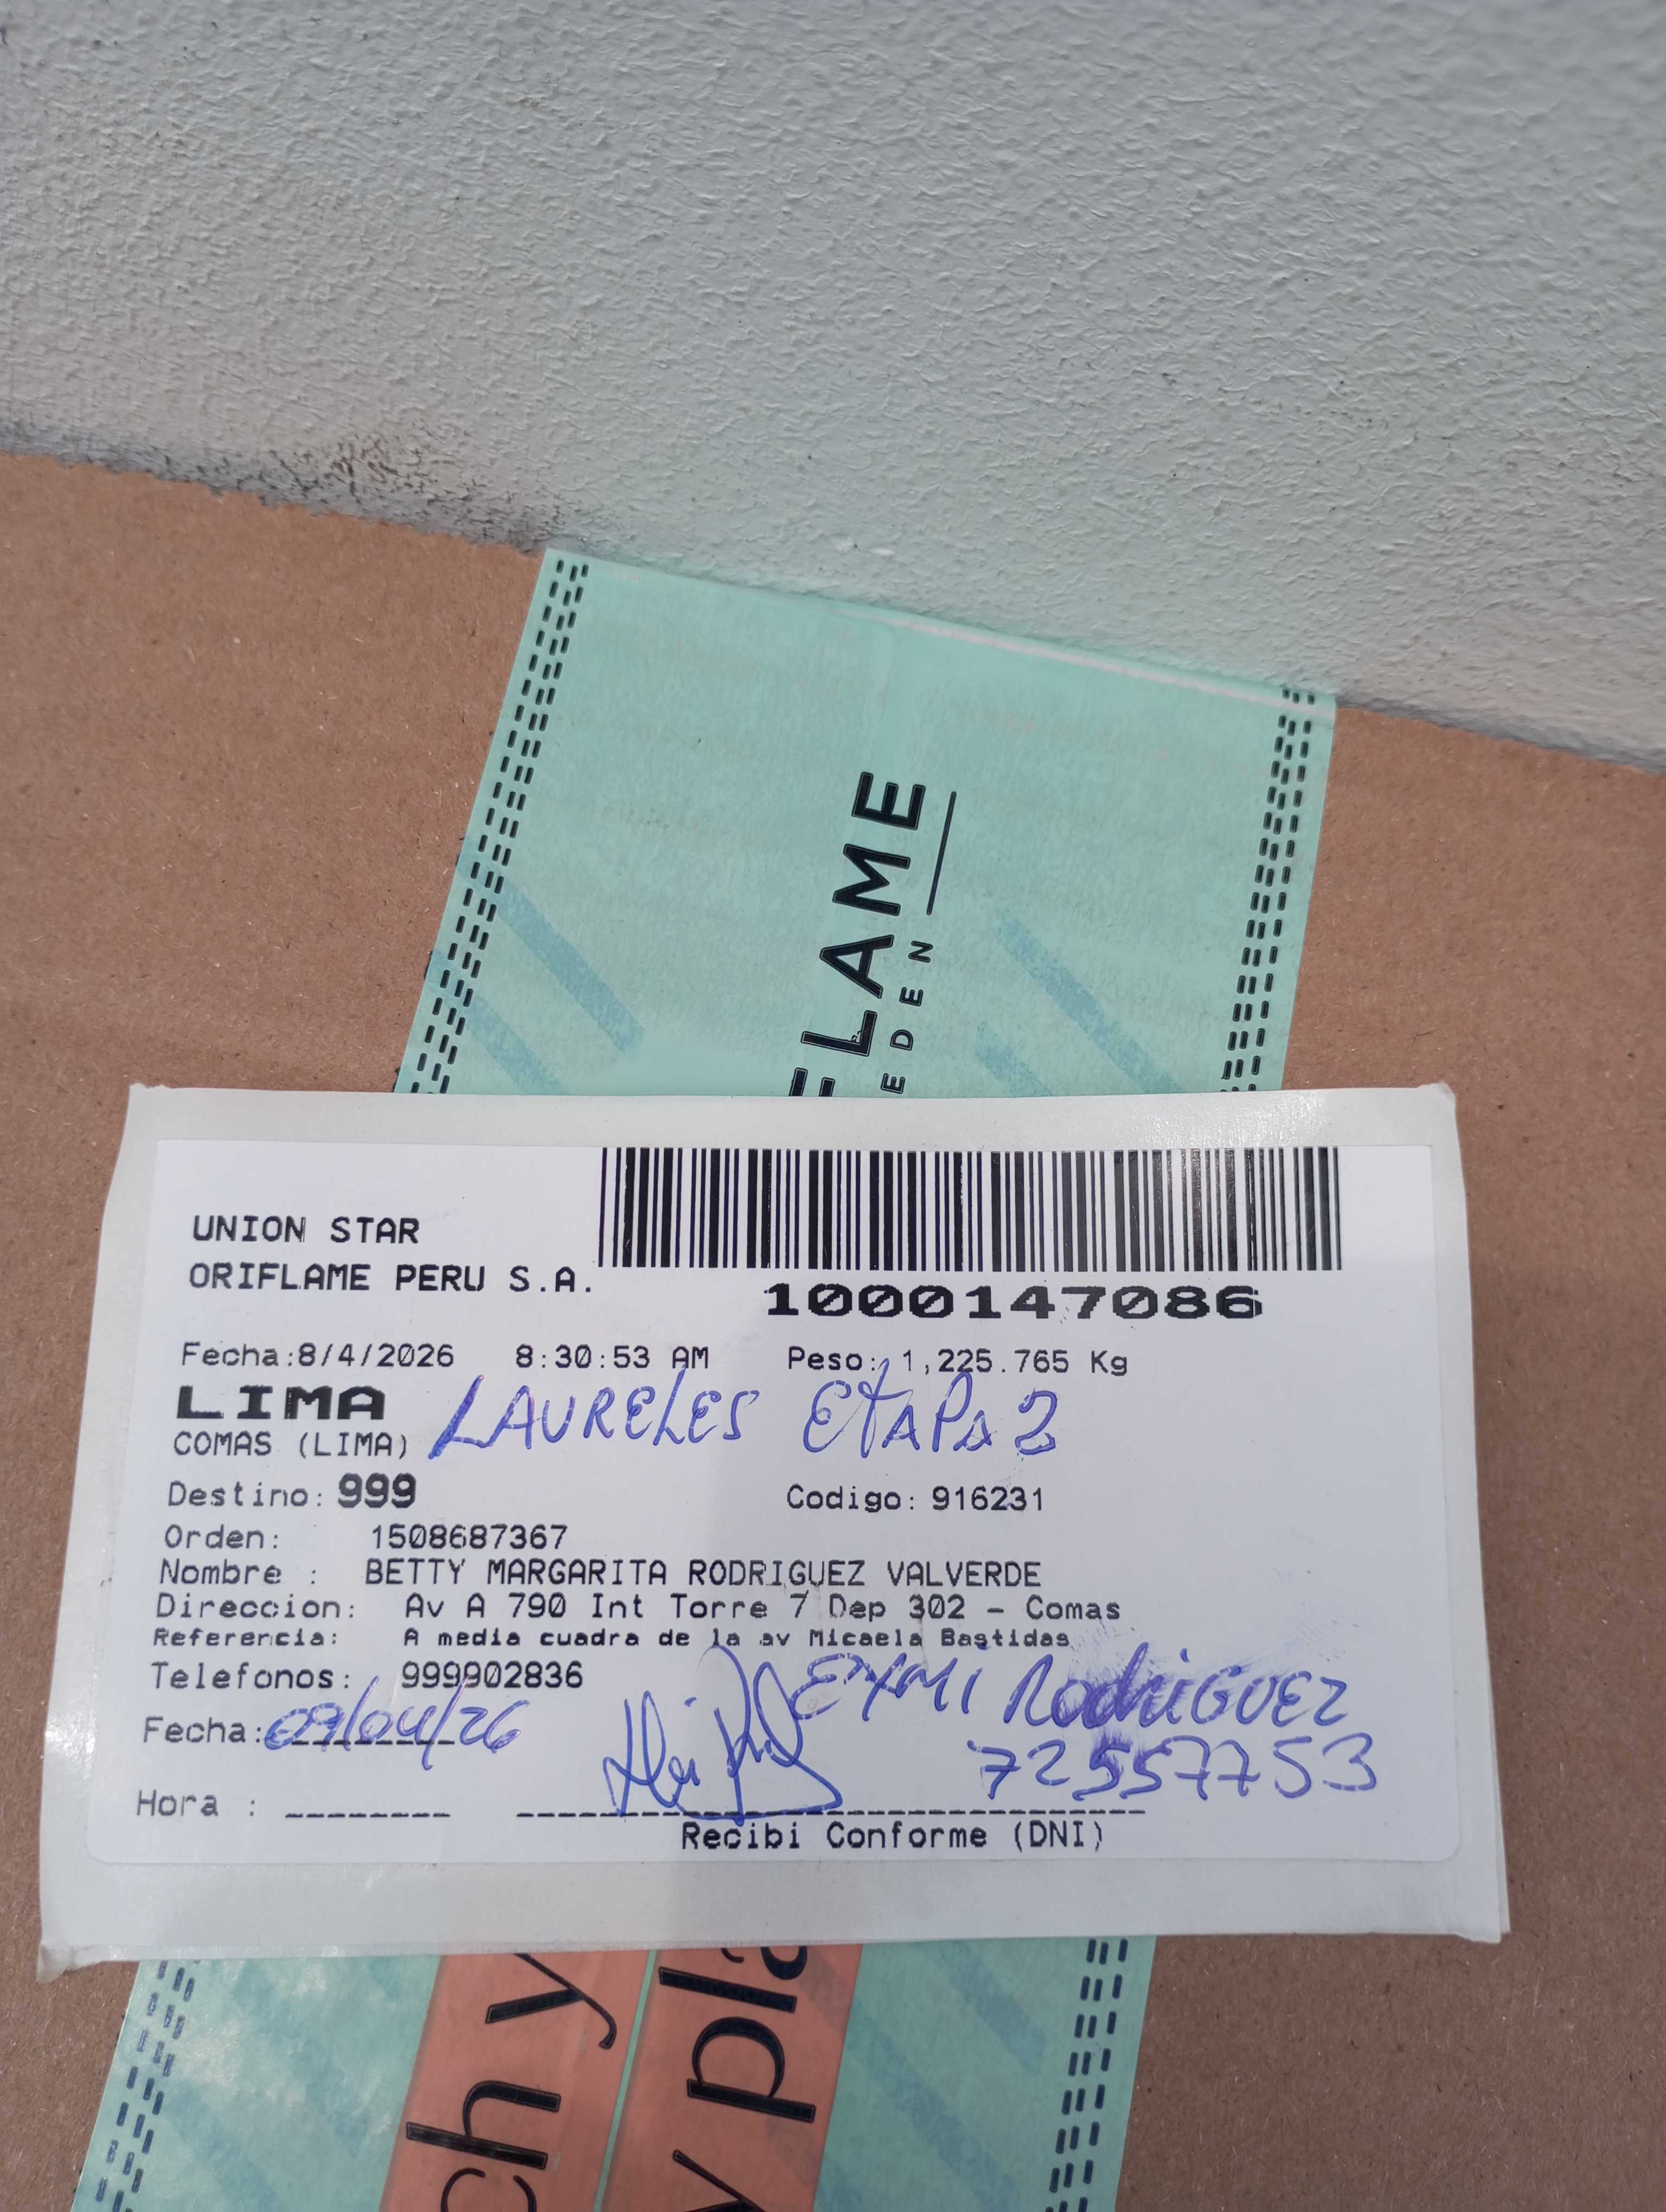 FLAME
EDEN
UNION STAR
ORIFLAME PERU S.A.
1000147086
Fecha:8/4/2026 8:30:53 AM Peso: 1,225.765 Kg
LIMA
COMAS (LIMA) LAURELES ETAPA 2
Destino: 999 Codigo: 916231
Orden: 1508687367
Nombre : BETTY MARGARITA RODRIGUEZ VALVERDE
Direccion: Av A 790 Int Torre 7 Dep 302 - Comas
Referencia: A media cuadra de la av Micaela Bastidas
Telefonos: 999902836
EXMI RodRiGUEZ
Fecha: 09/04/26
72557753
Hora :
Recibi Conforme (DNI)
ch y
y pla